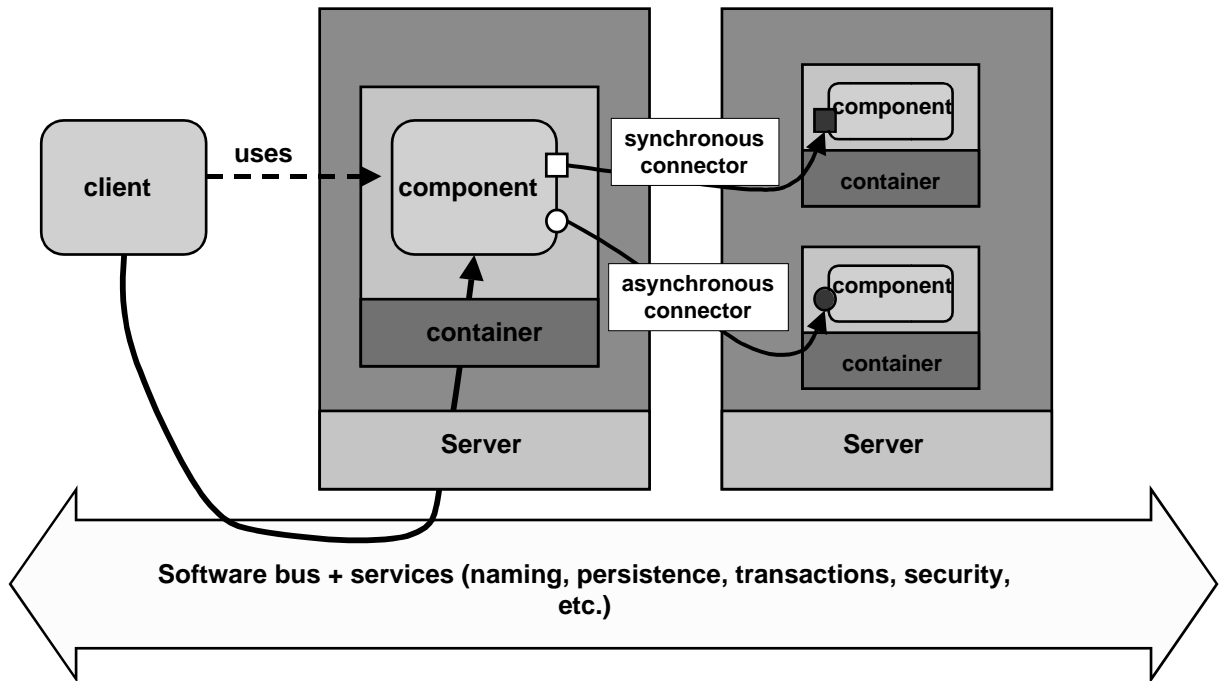 client
uses
component
container
Server
synchronous
connector
asynchronous
connector
component
container
component
container
Server
Software bus + services (naming, persistence, transactions, security,
etc.)